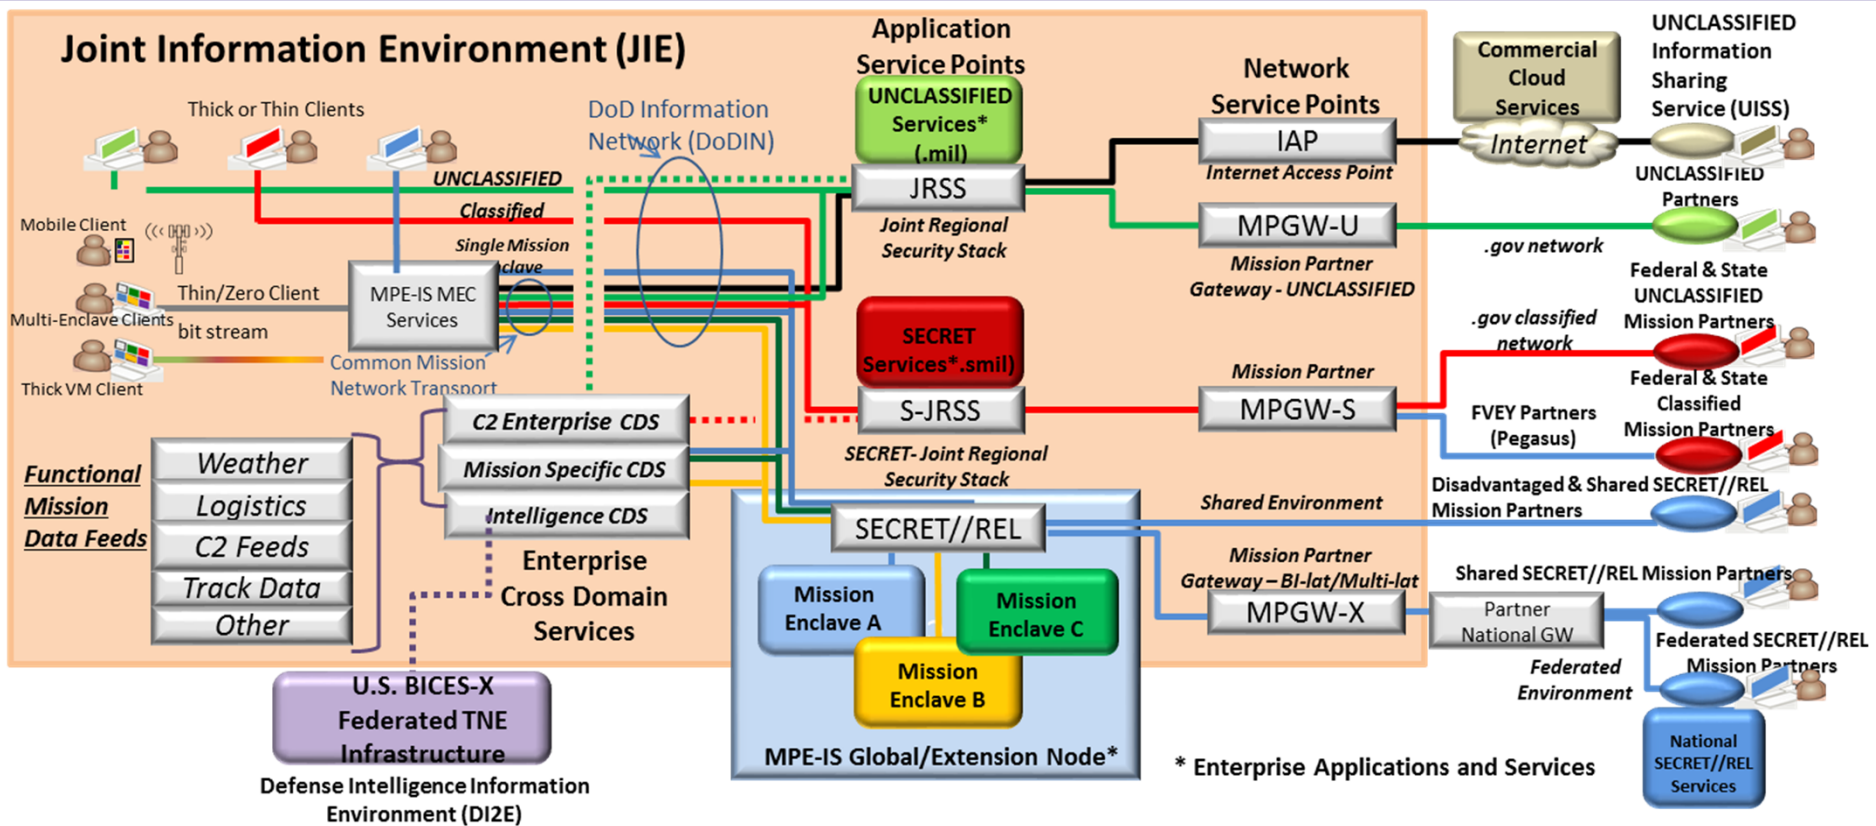 Joint Information Environment (JIE)
Thick or Thin Clients
DoD Information
Network (DoDIN)
UNCLASSIFIED
Classified
Single Mission
nclave
Mobile Client
Thin/Zero Client
Multi-Enclave Clients
bit stream
Thick VM Client
MPE-IS MEC
Services
Common Mission
Network Transport
Functional
Mission
Data Feeds
Weather
Logistics
C2 Feeds
Track Data
Other
C2 Enterprise CDS
Mission Specific CDS
Intelligence CDS
Enterprise
Cross Domain
Services
U.S. BICES-X
Federated TNE
Infrastructure
Defense Intelligence Information
Environment (DI2E)
Application
Service Points
UNCLASSIFIED
Services*
(.mil)
JRSS
Joint Regional
Security Stack
SECRET
Services*.smil)
S-JRSS
SECRET- Joint Regional
Security Stack
SECRET//REL
Mission
Enclave A
Mission
Enclave C
Mission
Enclave B
MPE-IS Global/Extension Node*
Network
Service Points
IAP
Internet Access Point
MPGW-U
Mission Partner
Gateway - UNCLASSIFIED
Mission Partner
MPGW-S
Shared Environment
Mission Partner
Gateway – BI-lat/Multi-lat
MPGW-X
Commercial
Cloud
Services
Internet
UNCLASSIFIED
Information
Sharing
Service (UISS)
UNCLASSIFIED
Partners
.gov network
Federal & State
UNCLASSIFIED
Mission Partners
.gov classified
network
Federal & State
Classified
Mission Partners
FVEY Partners
(Pegasus)
Disadvantaged & Shared SECRET//REL
Mission Partners
Shared SECRET//REL Mission Partners
Partner
National GW
Federated SECRET//REL
Mission Partners
Federated
Environment
National
SECRET//REL
Services
* Enterprise Applications and Services